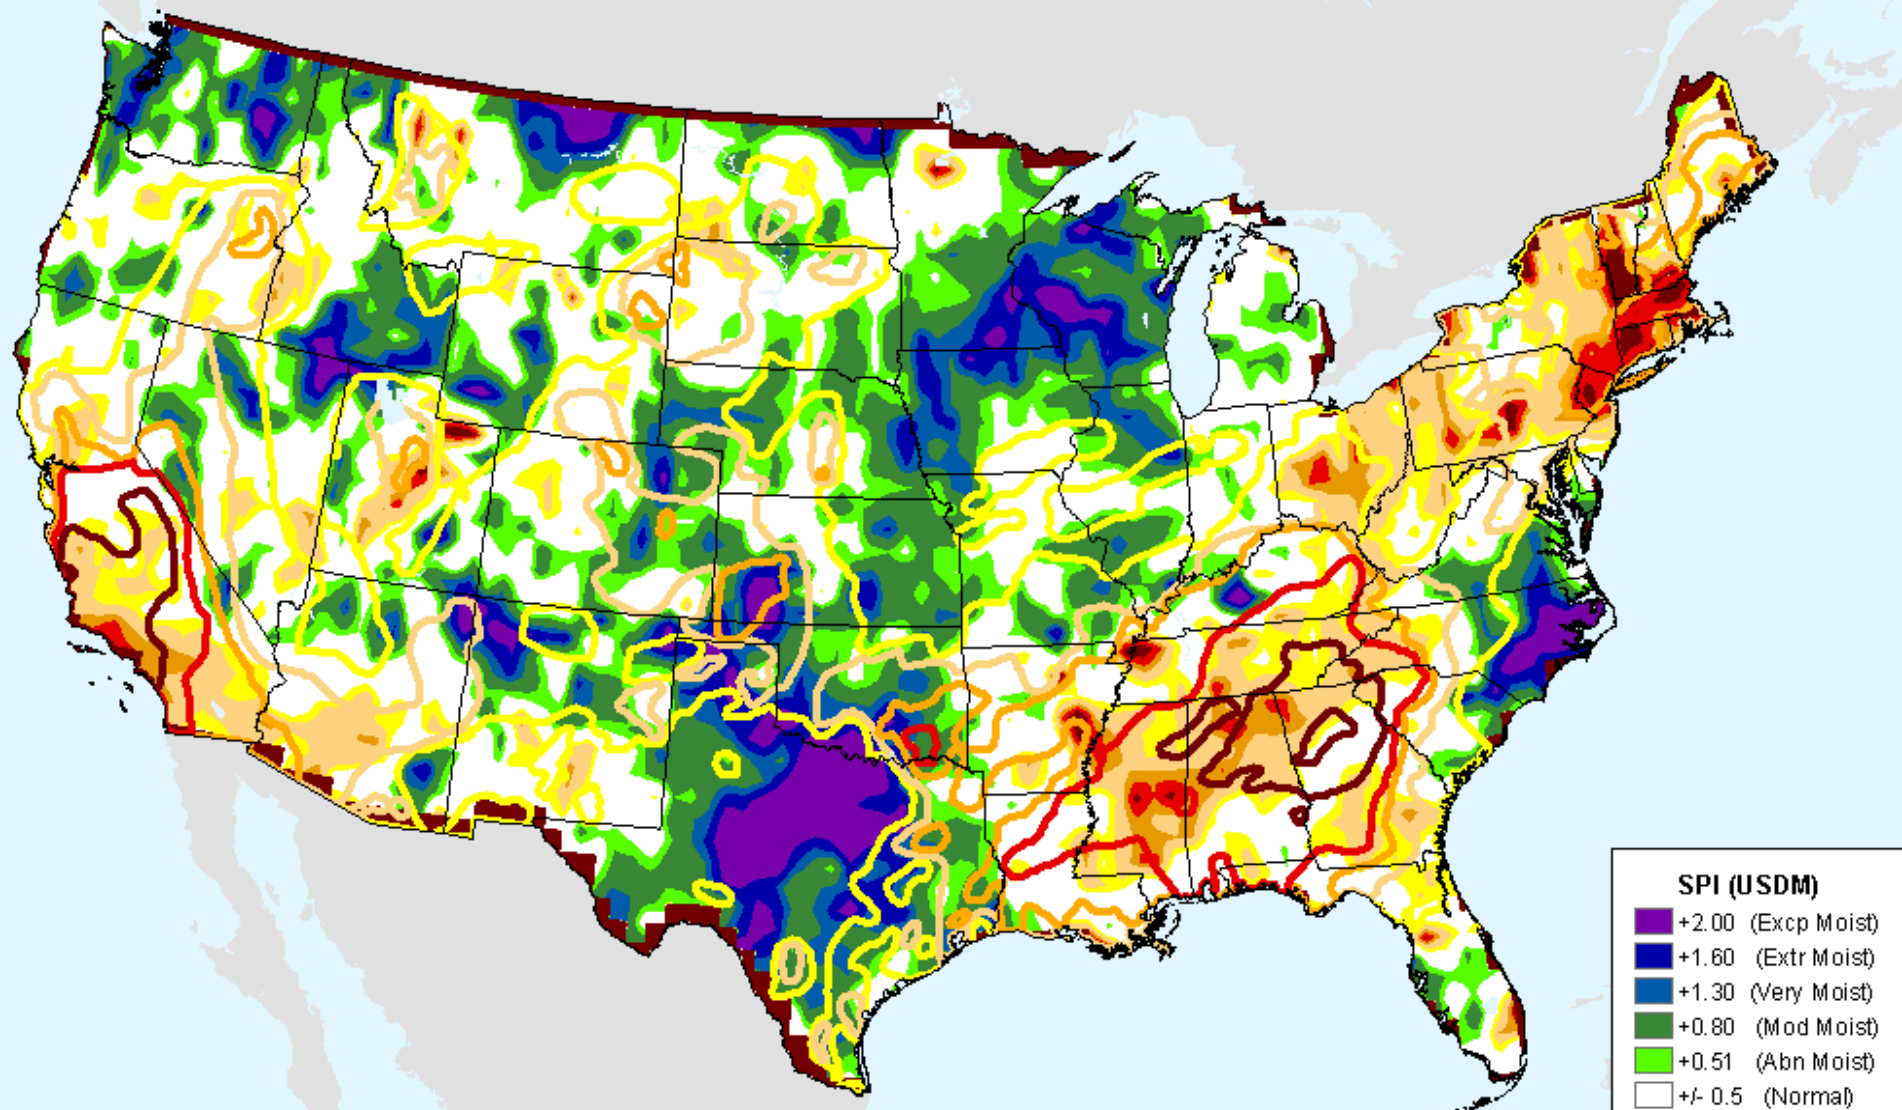 SPI (USDM)
+2.00 (Excp Moist)
+1.60 (Extr Moist)
+1.30 (Very Moist)
+0.80 (Mod Moist)
+0.51 (Abn Moist)
+/- 0.5 (Normal)